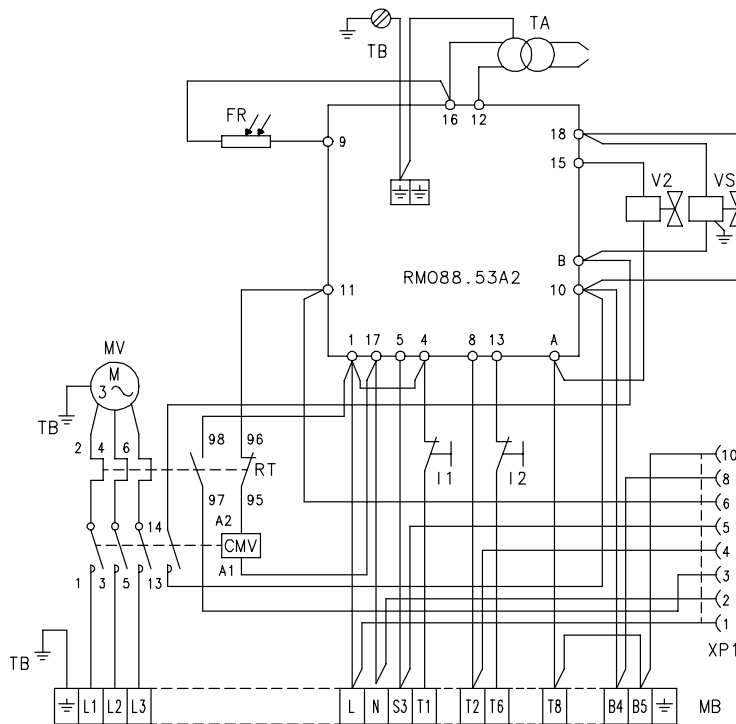 TA
TB
FR
16 12
18
9
15
V2 VS
B
RMO88.53A2
11
10
1 17 5 4 8 13 A
MV
M
3
TB
98 96
2 4 6
10
RT
I1 I2
8
97 95
6
A2
14
5
CMV
4
A1
1 3 5 13
3
2
1
XP1
TB
L1 L2 L3 L N S3 T1 T2 T6 T8 B4 B5 MB